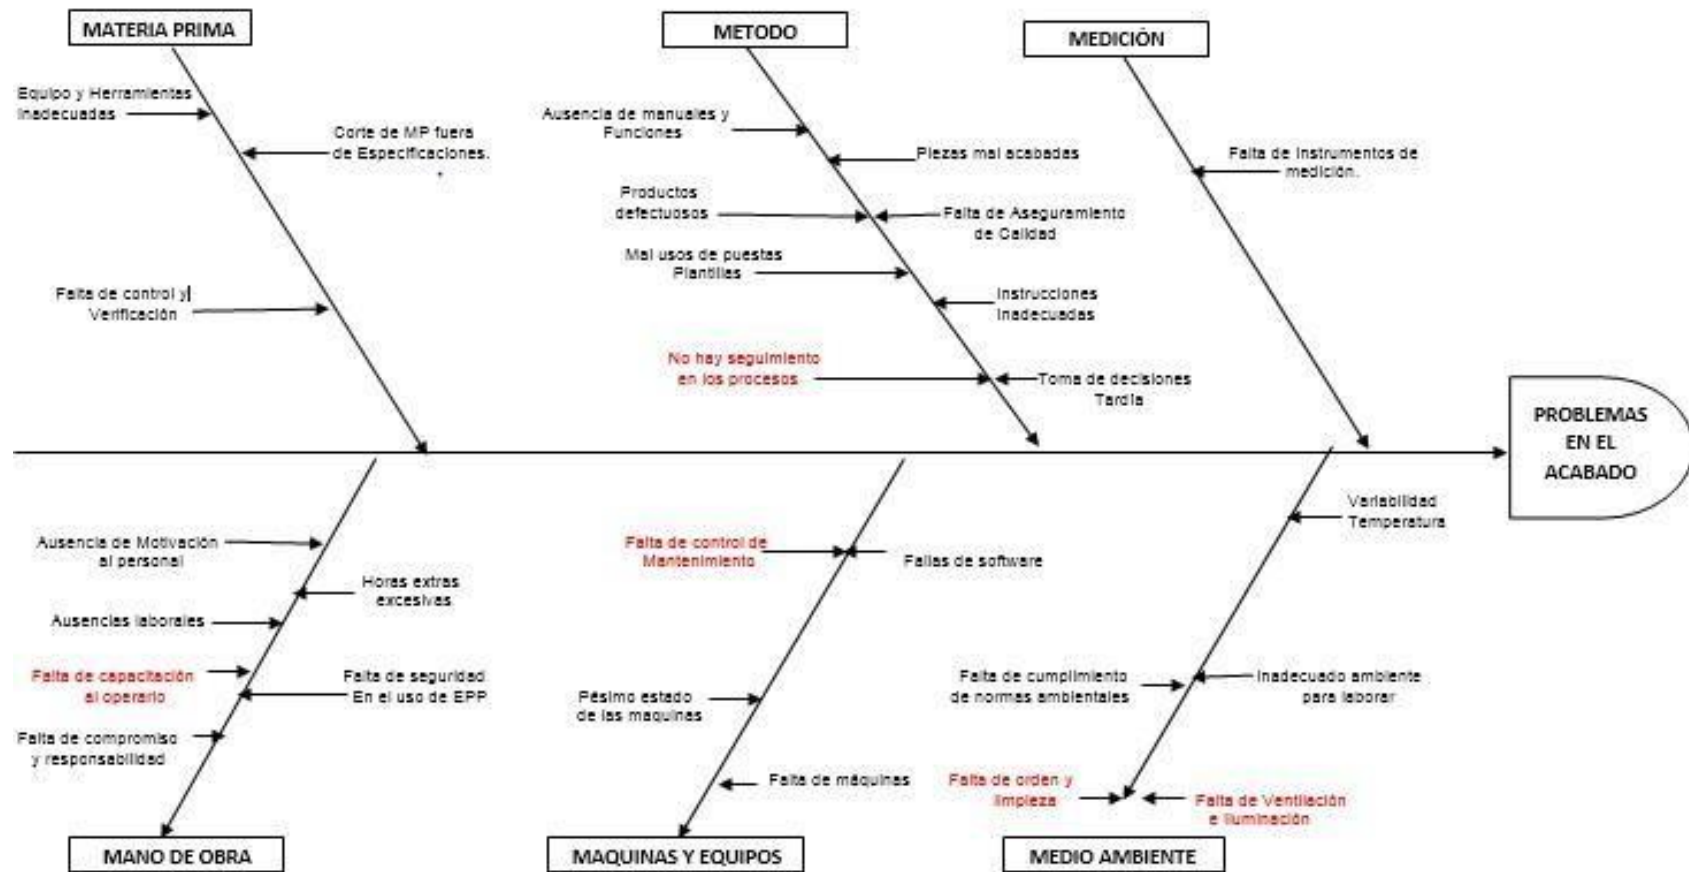 MATERIA PRIMA
Equipo y Herramientas
Inadecuadas
Corte de MP fuera
de Especificaciones.
Falta de control y
Verificación
METODO
Ausencia de manuales y
Funciones
Piezas mal acabadas
Productos
defectuosos
Falta de Aseguramiento
de Calidad
Mal usos de puestas
Plantillas
Instrucciones
Inadecuadas
No hay seguimiento
en los procesos
Toma de decisiones
Tardía
MEDICIÓN
Falta de Instrumentos de
medición.
PROBLEMAS
EN EL
ACABADO
Ausencia de Motivación
al personal
Horas extras
excesivas
Ausencias laborales
Falta de capacitación
al operario
Falta de seguridad
En el uso de EPP
Falta de compromiso
y responsabilidad
MANO DE OBRA
Falta de control de
Mantenimiento
Fallas de software
Pésimo estado
de las maquinas
Falta de máquinas
MAQUINAS Y EQUIPOS
Variabilidad
Temperatura
Falta de cumplimiento
de normas ambientales
Inadecuado ambiente
para laborar
Falta de orden y
limpieza
Falta de Ventilación
e iluminación
MEDIO AMBIENTE